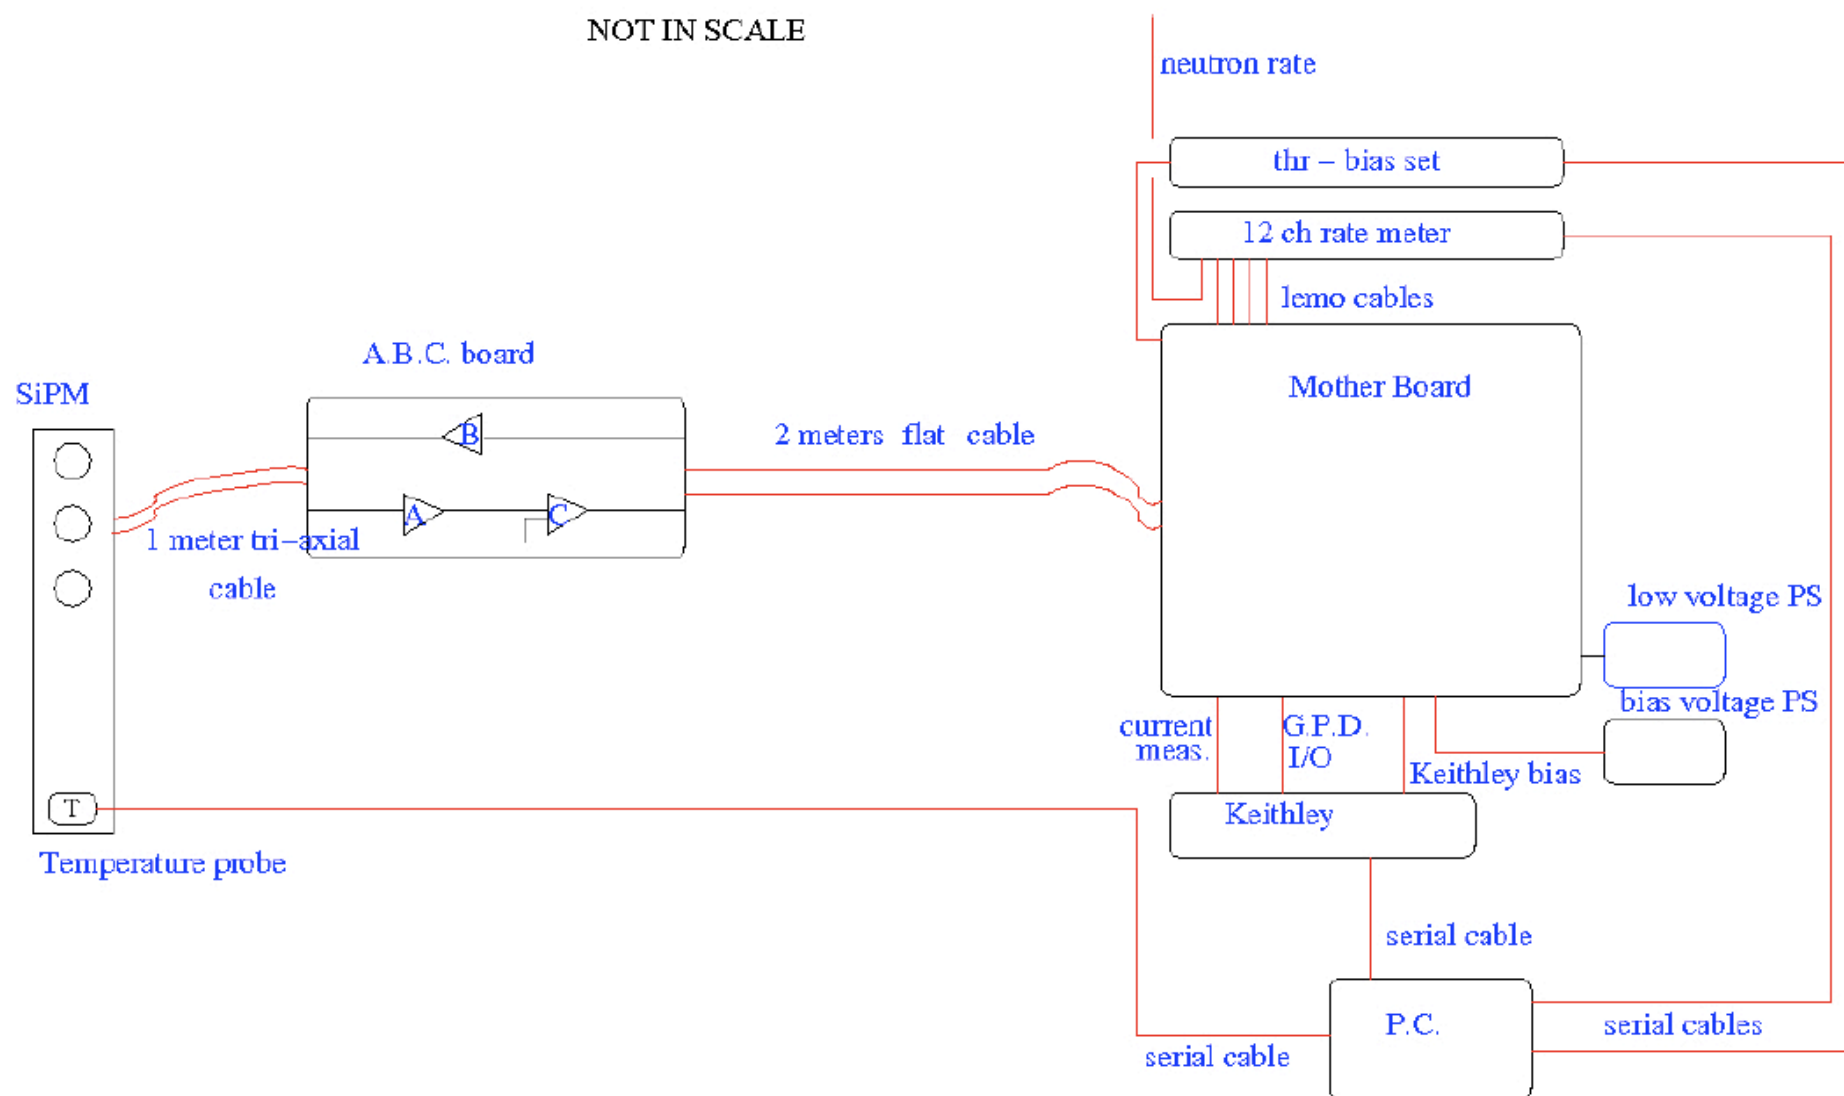 NOT IN SCALE
neutron rate
thr – bias set
12 ch rate meter
lemo cables
A.B.C. board
Mother Board
SiPM
B
2 meters flat cable
A
C
1 meter tri–axial
cable
low voltage PS
bias voltage PS
current
meas.
G.P.D.
I/O
Keithley bias
T
Keithley
Temperature probe
serial cable
P.C.
serial cables
serial cable